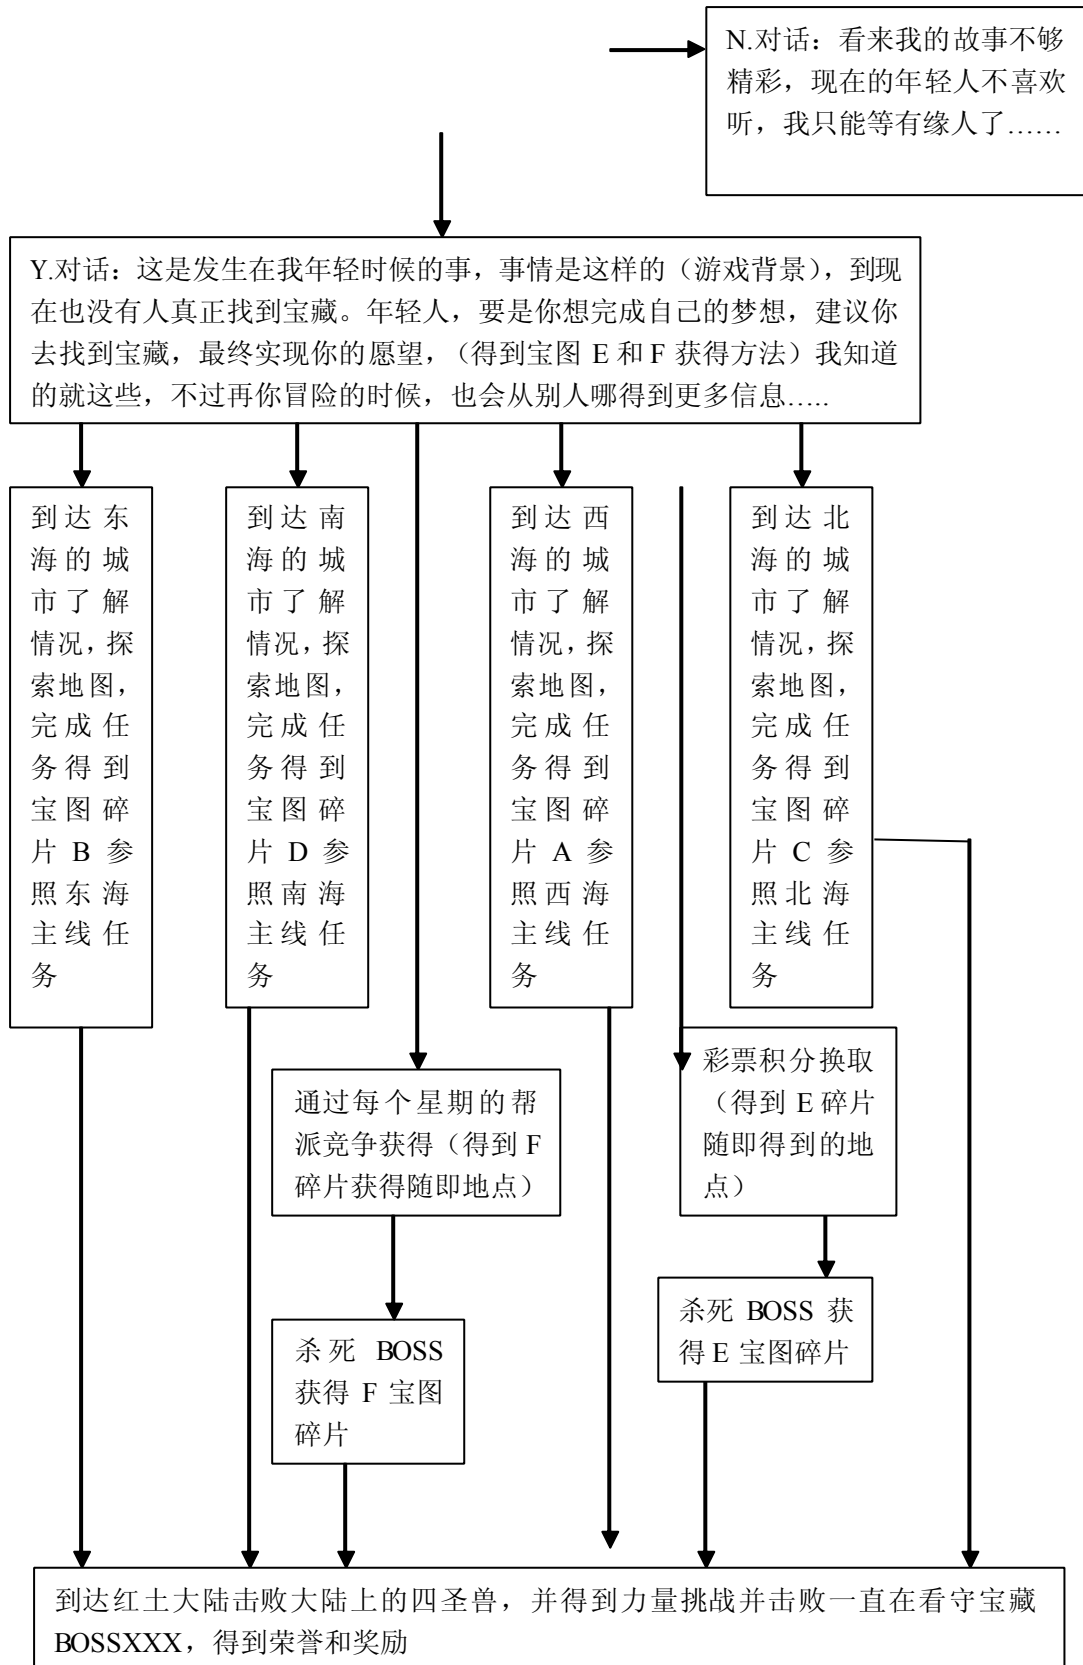 N.对话：看来我的故事不够
精彩，现在的年轻人不喜欢
听，我只能等有缘人了……
Y.对话：这是发生在我年轻时候的事，事情是这样的（游戏背景），到现
在也没有人真正找到宝藏。年轻人，要是你想完成自己的梦想，建议你
去找到宝藏，最终实现你的愿望，（得到宝图 E 和 F 获得方法）我知道
的就这些，不过再你冒险的时候，也会从别人哪得到更多信息…..
到达东
海的城
市了解
情况，探
索地图，
完成任
务得到
宝图碎
片 B 参
照东海
主线任
务
到达南
海的城
市了解
情况，探
索地图，
完成任
务得到
宝图碎
片 D 参
照南海
主线任
务
到达西
海的城
市了解
情况，探
索地图，
完成任
务得到
宝图碎
片 A 参
照西海
主线任
务
到达北
海的城
市了解
情况，探
索地图，
完成任
务得到
宝图碎
片 C 参
照北海
主线任
务
通过每个星期的帮
派竞争获得（得到 F
碎片获得随即地点）
彩票积分换取
（得到 E 碎片
随即得到的地
点）
杀死 BOSS
获得 F 宝图
碎片
杀死 BOSS 获
得 E 宝图碎片
到达红土大陆击败大陆上的四圣兽，并得到力量挑战并击败一直在看守宝藏
BOSSXXX，得到荣誉和奖励